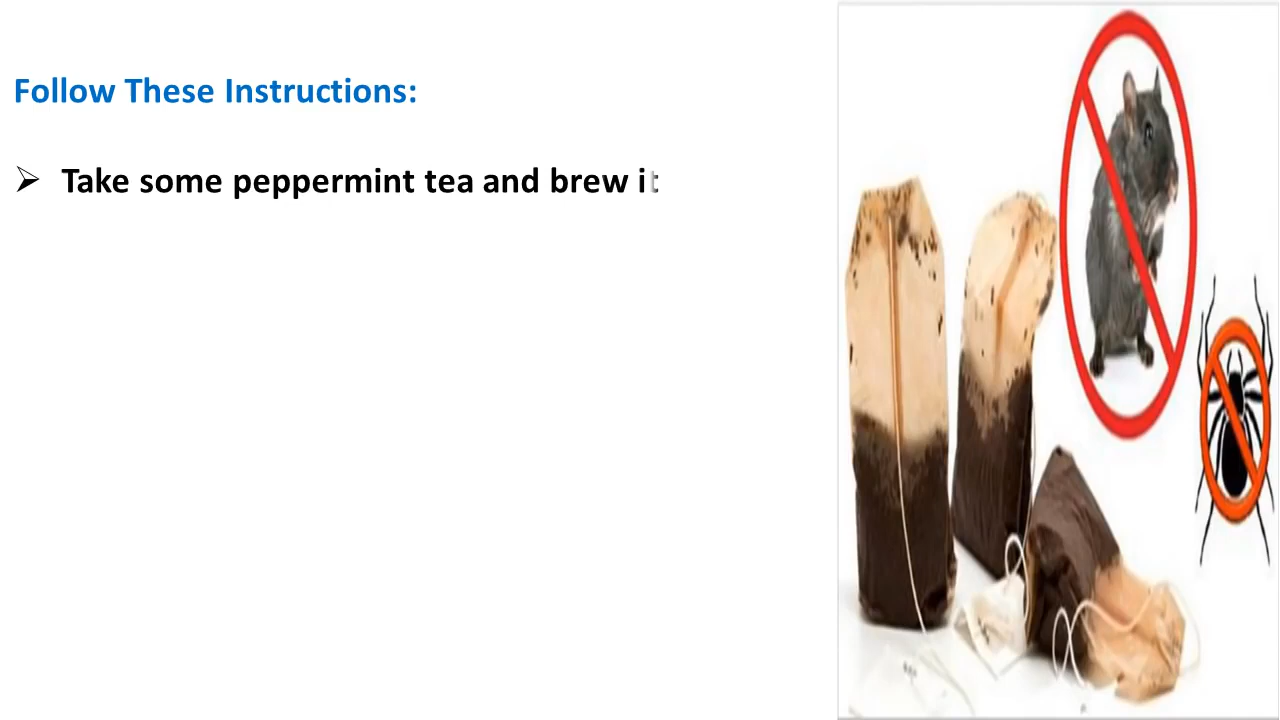 Follow These Instructions:
➢ Take some peppermint tea and brew it